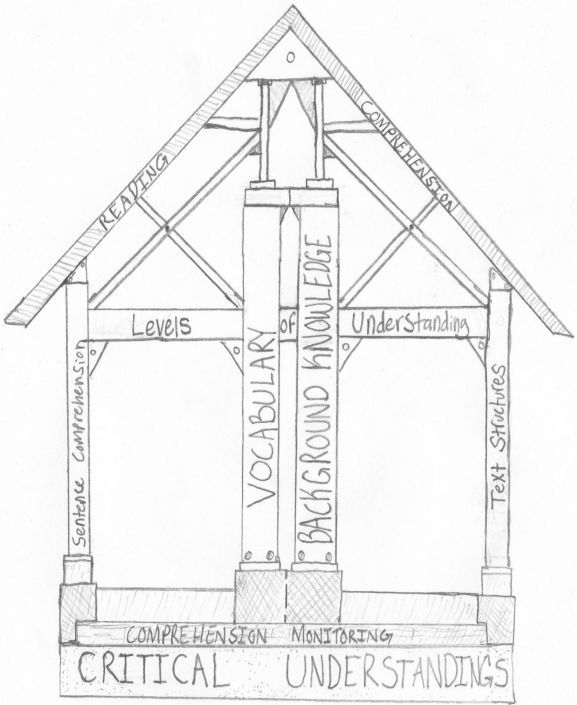 READING
COMPREHENSION
Levels of Understanding
Sentence Comprehension
VOCABULARY
BACKGROUND KNOWLEDGE
Text Structures
COMPREHENSION MONITORING
CRITICAL UNDERSTANDINGS